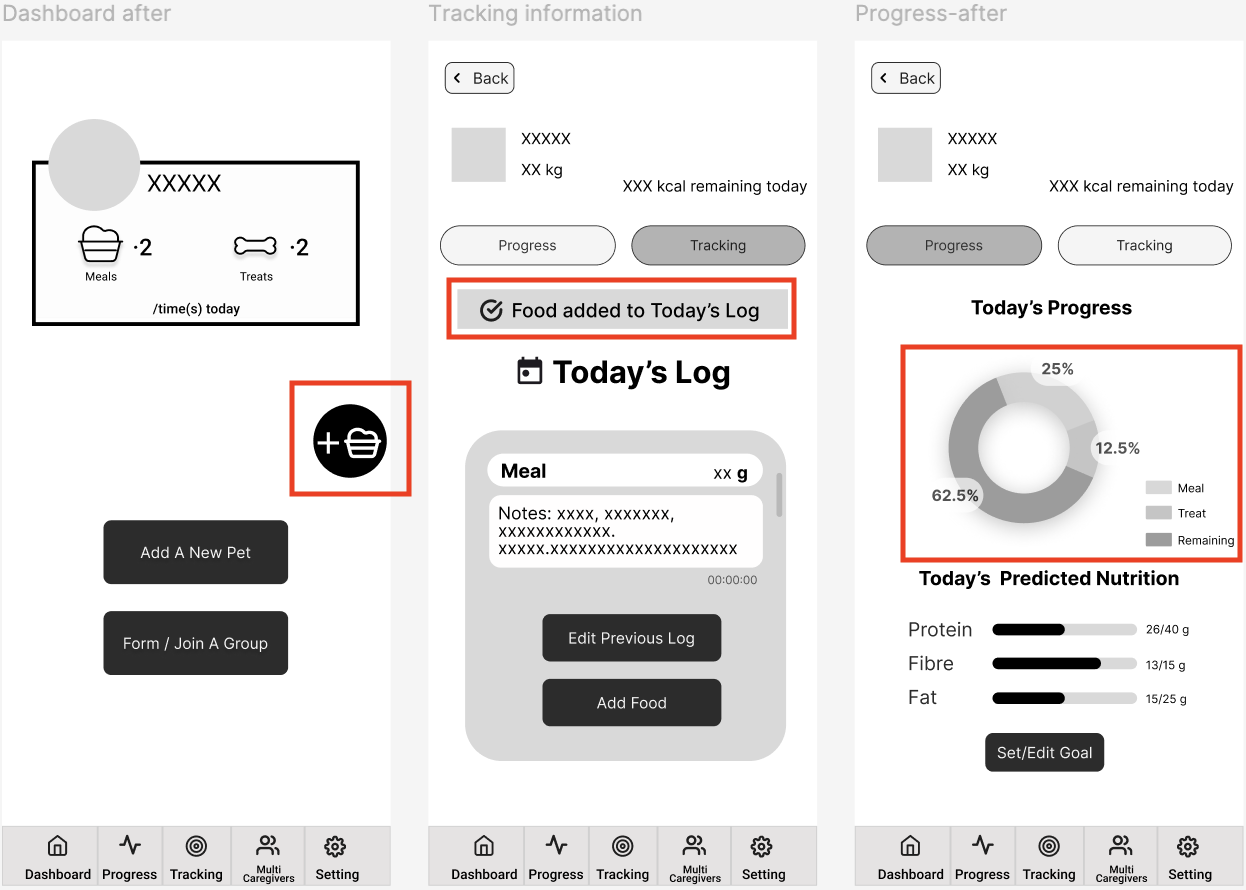 Dashboard after
XXXXX
·2
·2
Meals
Treats
/time(s) today
+
Add A New Pet
Form / Join A Group
Dashboard
Progress
Tracking
Multi
Caregivers
Setting
Tracking information
Back
XXXXX
XX kg
XXX kcal remaining today
Progress
Tracking
Food added to Today's Log
Today's Log
Meal
xx g
Notes: xxxx, xxxxxxx,
xxxxxxxxxxxx.
xxxxx.xxxxxxxxxxxxxxxxxxxx
00:00:00
Edit Previous Log
Add Food
Dashboard
Progress
Tracking
Multi
Caregivers
Setting
Progress-after
Back
XXXXX
XX kg
XXX kcal remaining today
Progress
Tracking
Today's Progress
25%
12.5%
62.5%
Meal
Treat
Remaining
Today's Predicted Nutrition
Protein
26/40 g
Fibre
13/15 g
Fat
15/25 g
Set/Edit Goal
Dashboard
Progress
Tracking
Multi
Caregivers
Setting